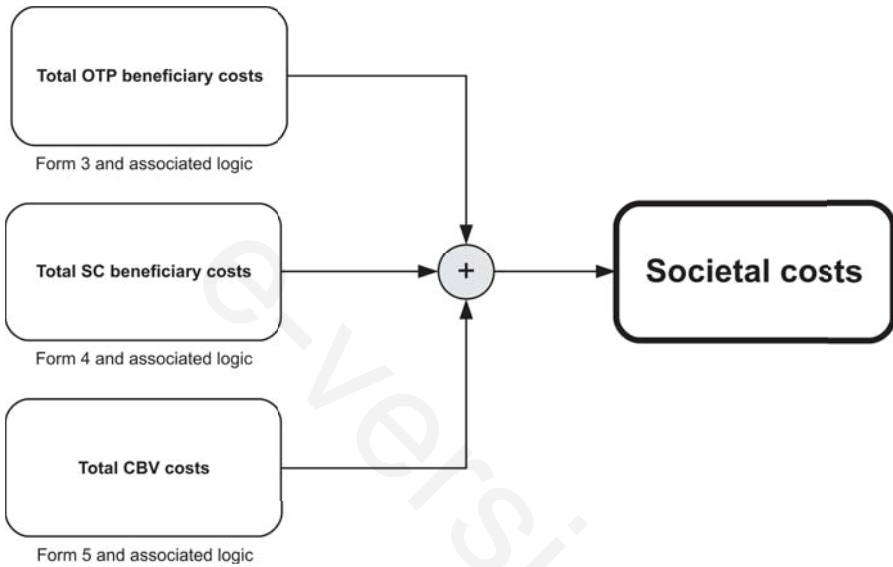 Total OTP beneficiary costs
Form 3 and associated logic
Total SC beneficiary costs
Form 4 and associated logic
Total CBV costs
Form 5 and associated logic
+
Societal costs
e-versi